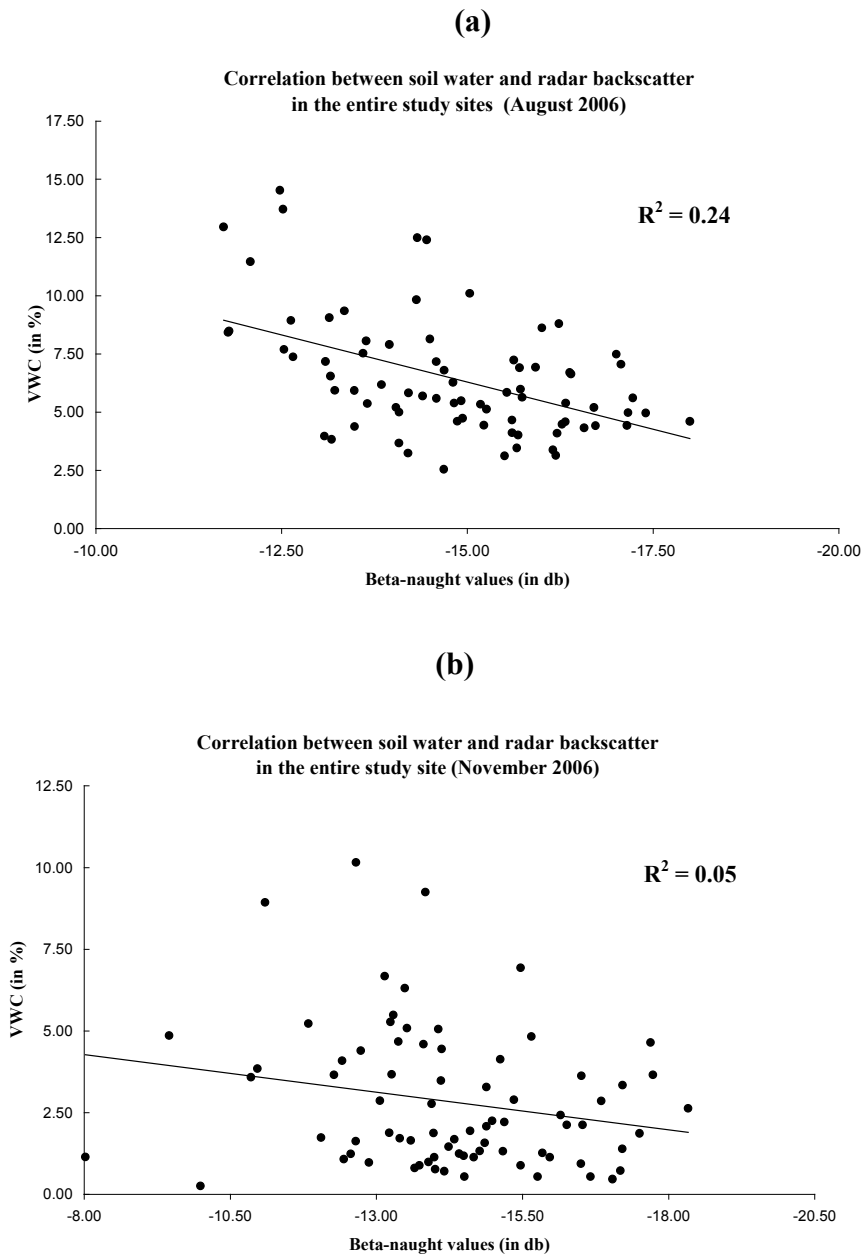 (a)
Correlation between soil water and radar backscatter
in the entire study sites (August 2006)
17.50
15.00
12.50
10.00
7.50
5.00
2.50
0.00
VWC (in %)
R² = 0.24
-10.00 -12.50 -15.00 -17.50 -20.00
Beta-naught values (in db)
(b)
Correlation between soil water and radar backscatter
in the entire study site (November 2006)
12.50
10.00
7.50
5.00
2.50
0.00
VWC (in %)
R² = 0.05
-8.00 -10.50 -13.00 -15.50 -18.00 -20.50
Beta-naught values (in db)